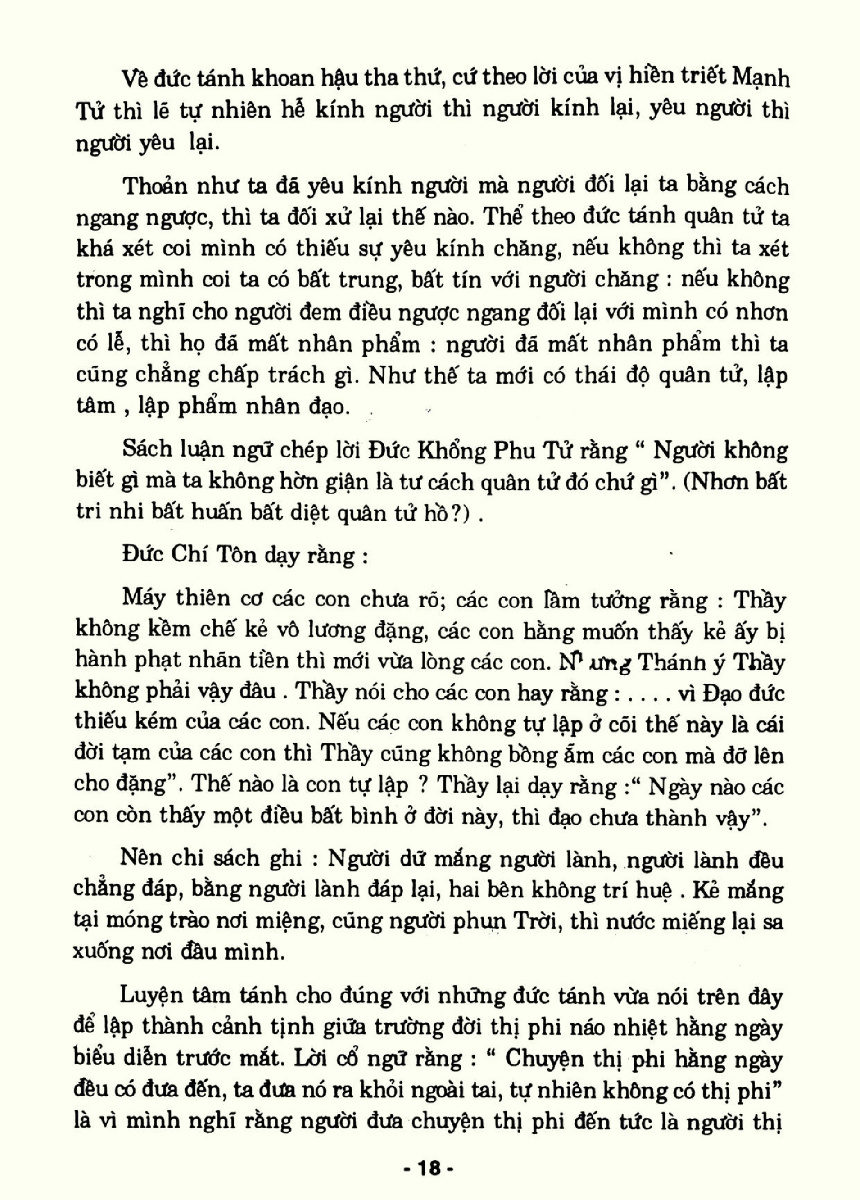 Về đức tánh khoan hậu tha thứ, cứ theo lời của vị hiền triết Mạnh
Tử thì lẽ tự nhiên hễ kính người thì người kính lại, yêu người thì
người yêu lại.
Thoản như ta đã yêu kính người mà người đối lại ta bằng cách
ngang ngược, thì ta đối xử lại thế nào. Thể theo đức tánh quân tử ta
khá xét coi mình có thiếu sự yêu kính chăng, nếu không thì ta xét
trong mình coi ta có bất trung, bất tín với người chăng : nếu không
thì ta nghĩ cho người đem điều ngược ngang đối lại với mình có nhơn
có lễ, thì họ đã mất nhân phẩm : người đã mất nhân phẩm thì ta
cũng chẳng chấp trách gì. Như thế ta mới có thái độ quân tử, lập
tâm , lập phẩm nhân đạo.
Sách luận ngữ chép lời Đức Khổng Phu Tử rằng “ Người không
biết gì mà ta không hờn giận là tư cách quân tử đó chứ gì”. (Nhơn bất
tri nhi bất huấn bất diệt quân tử hồ?) .
Đức Chí Tôn dạy rằng :
Máy thiên cơ các con chưa rõ; các con lầm tưởng rằng : Thầy
không kềm chế kẻ vô lương đặng, các con hằng muốn thấy kẻ ấy bị
hành phạt nhãn tiền thì mới vừa lòng các con. Nhưng Thánh ý Thầy
không phải vậy đâu . Thầy nói cho các con hay rằng : . . . . vì Đạo đức
thiếu kém của các con. Nếu các con không tự lập ở cõi thế này là cái
đời tạm của các con thì Thầy cũng không bồng ẵm các con mà đỡ lên
cho đặng”. Thế nào là con tự lập ? Thầy lại dạy rằng :“ Ngày nào các
con còn thấy một điều bất bình ở đời này, thì đạo chưa thành vậy”.
Nên chi sách ghi : Người dữ mắng người lành, người lành đều
chẳng đáp, bằng người lành đáp lại, hai bên không trí huệ . Kẻ mắng
tại móng trào nơi miệng, cũng người phun Trời, thì nước miếng lại sa
xuống nơi đầu mình.
Luyện tâm tánh cho đúng với những đức tánh vừa nói trên đây
để lập thành cảnh tịnh giữa trường đời thị phi náo nhiệt hằng ngày
biểu diễn trước mắt. Lời cổ ngữ rằng : “ Chuyện thị phi hằng ngày
đều có đưa đến, ta đưa nó ra khỏi ngoài tai, tự nhiên không có thị phi”
là vì mình nghĩ rằng người đưa chuyện thị phi đến tức là người thị
- 18 -